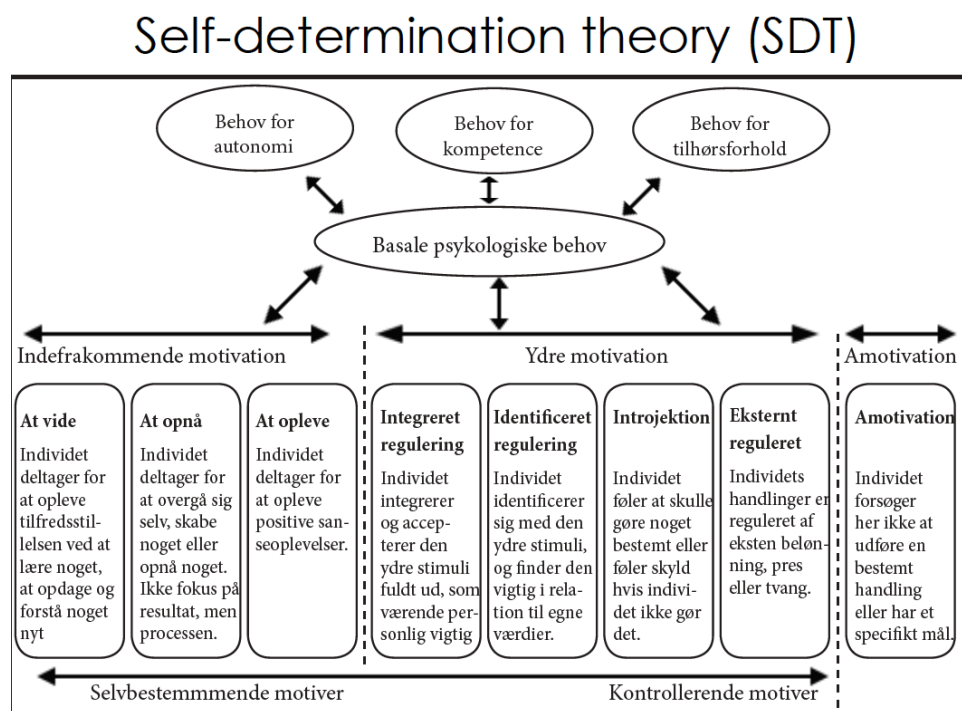 Self-determination theory (SDT)
Behov for
autonomi
Behov for
kompetence
Behov for
tilhørsforhold
Basale psykologiske behov
Indefrakommende motivation
Ydre motivation
Amotivation
At vide
Individet
deltager for
at opleve
tilfredsstil-
lelsen ved at
lære noget,
at opdage og
forstå noget
nyt
At opnå
Individet
deltager for
at overgå sig
selv, skabe
noget eller
opnå noget.
Ikke fokus på
resultat, men
processen.
At opleve
Individet
deltager for
at opleve
positive san-
seoplevelser.
Integreret
regulering
Individet
integrerer
og accep-
terer den
ydre stimuli
fuldt ud, som
værende per-
sonlig vigtig
Identificeret
regulering
Individet
identificerer
sig med den
ydre stimuli,
og finder den
vigtig i rela-
tion til egne
værdier.
Introjektion
Individet
føler at skulle
gøre noget
bestemt eller
føler skyld
hvis indivi-
det ikke gør
det.
Eksternt
reguleret
Individets
handlinger er
reguleret af
eksten beløn-
ning, pres
eller tvang.
Amotivation
Individet
forsøger
her ikke at
udføre en
bestemt
handling
eller har et
specifikt mål.
Selvbestemmmende motiver
Kontrollerende motiver